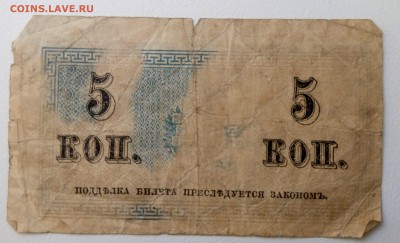 COINS.LAVE.RU
5 5
КОП. КОП.
ПОДДѢЛКА БИЛЕТА ПРЕСЛѢДУЕТСЯ ЗАКОНОМЪ.